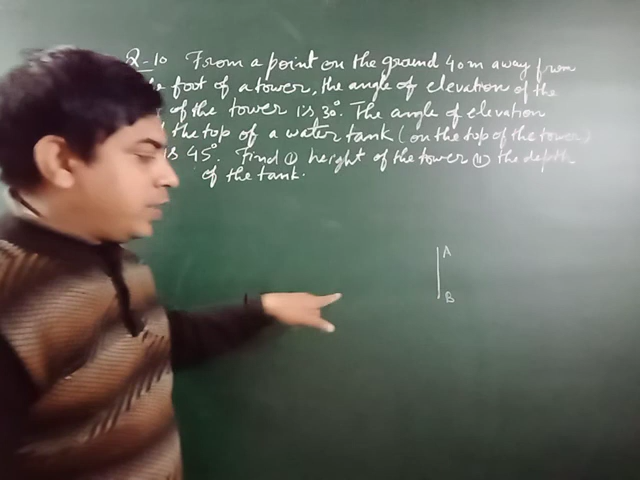 Q-10 From a point on the ground 40m away from
foot of a tower, the angle of elevation of the
of the tower is 30°. The angle of elevation
the top of a water tank (on the top of the tower)
is 45°. Find (i) height of the tower (ii) the depth
of the tank.
A
B